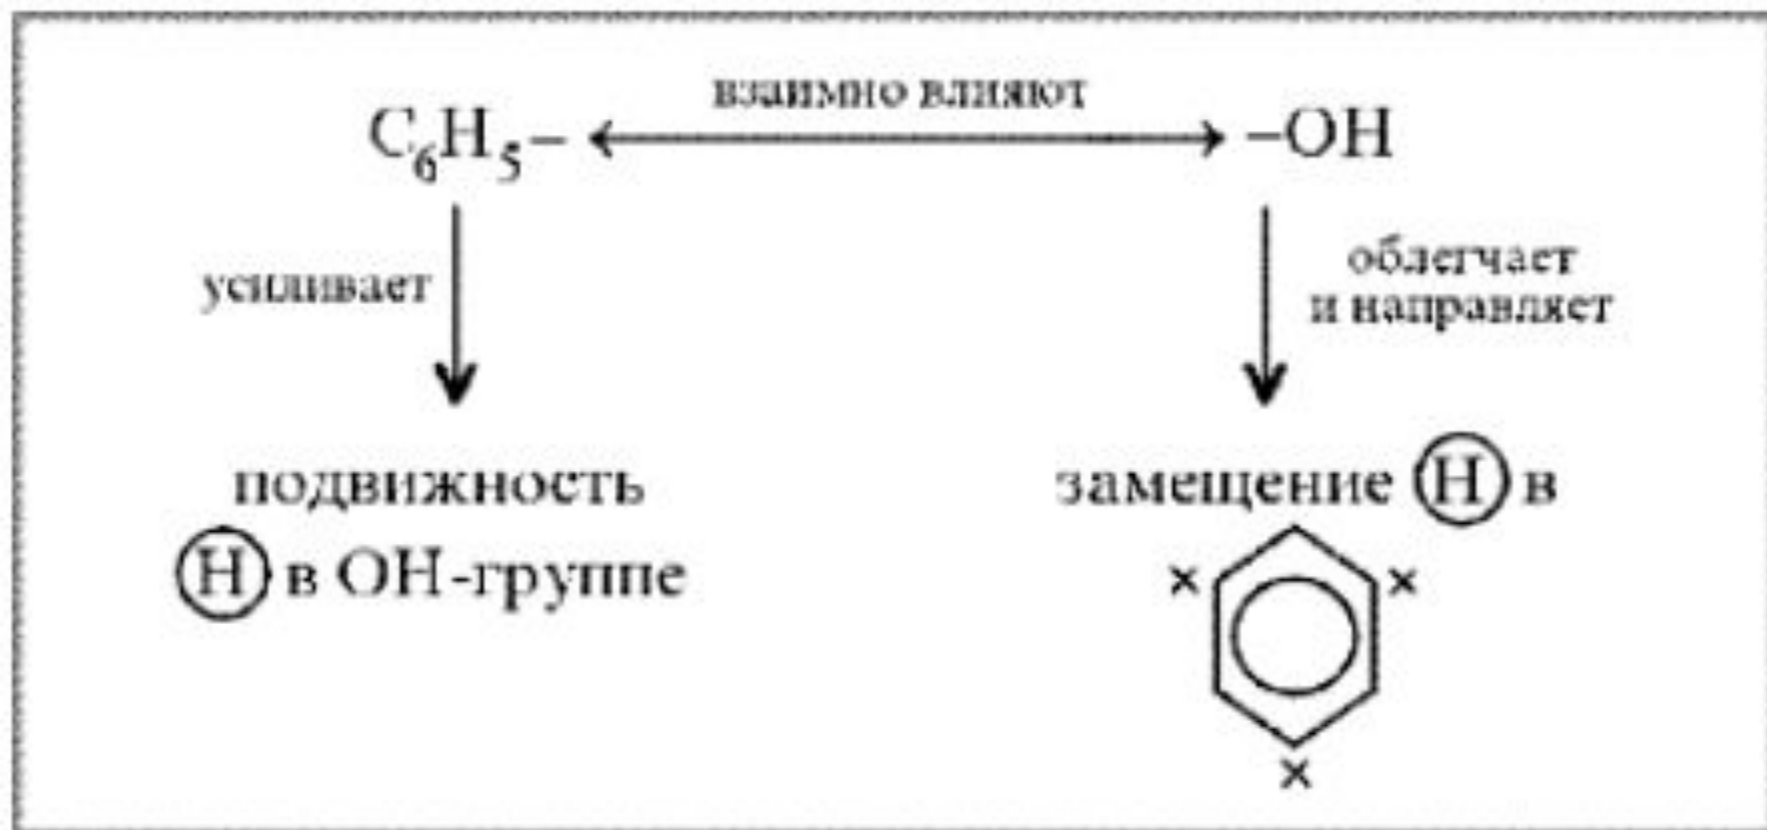 взаимно влияют
C₆H₅– –OH
усиливает
облегчает
и направляет
подвижность
H в OH-группе
замещение H в
x x
x